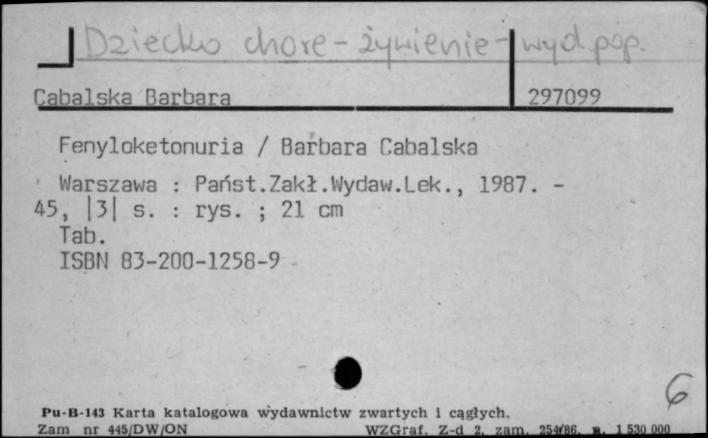 Dziecko chore - żywienie - wyd. pop.
Cabalska Barbara 297099
Fenyloketonuria / Barbara Cabalska
Warszawa : Państ.Zakł.Wydaw.Lek., 1987. -
45, |3| s. : rys. ; 21 cm
Tab.
ISBN 83-200-1258-9
6
Pu-B-143 Karta katalogowa wydawnictw zwartych i ciągłych.
Zam nr 445/DW/ON WZGraf. Z-d 2, zam. 254/86. n. 1 530 000